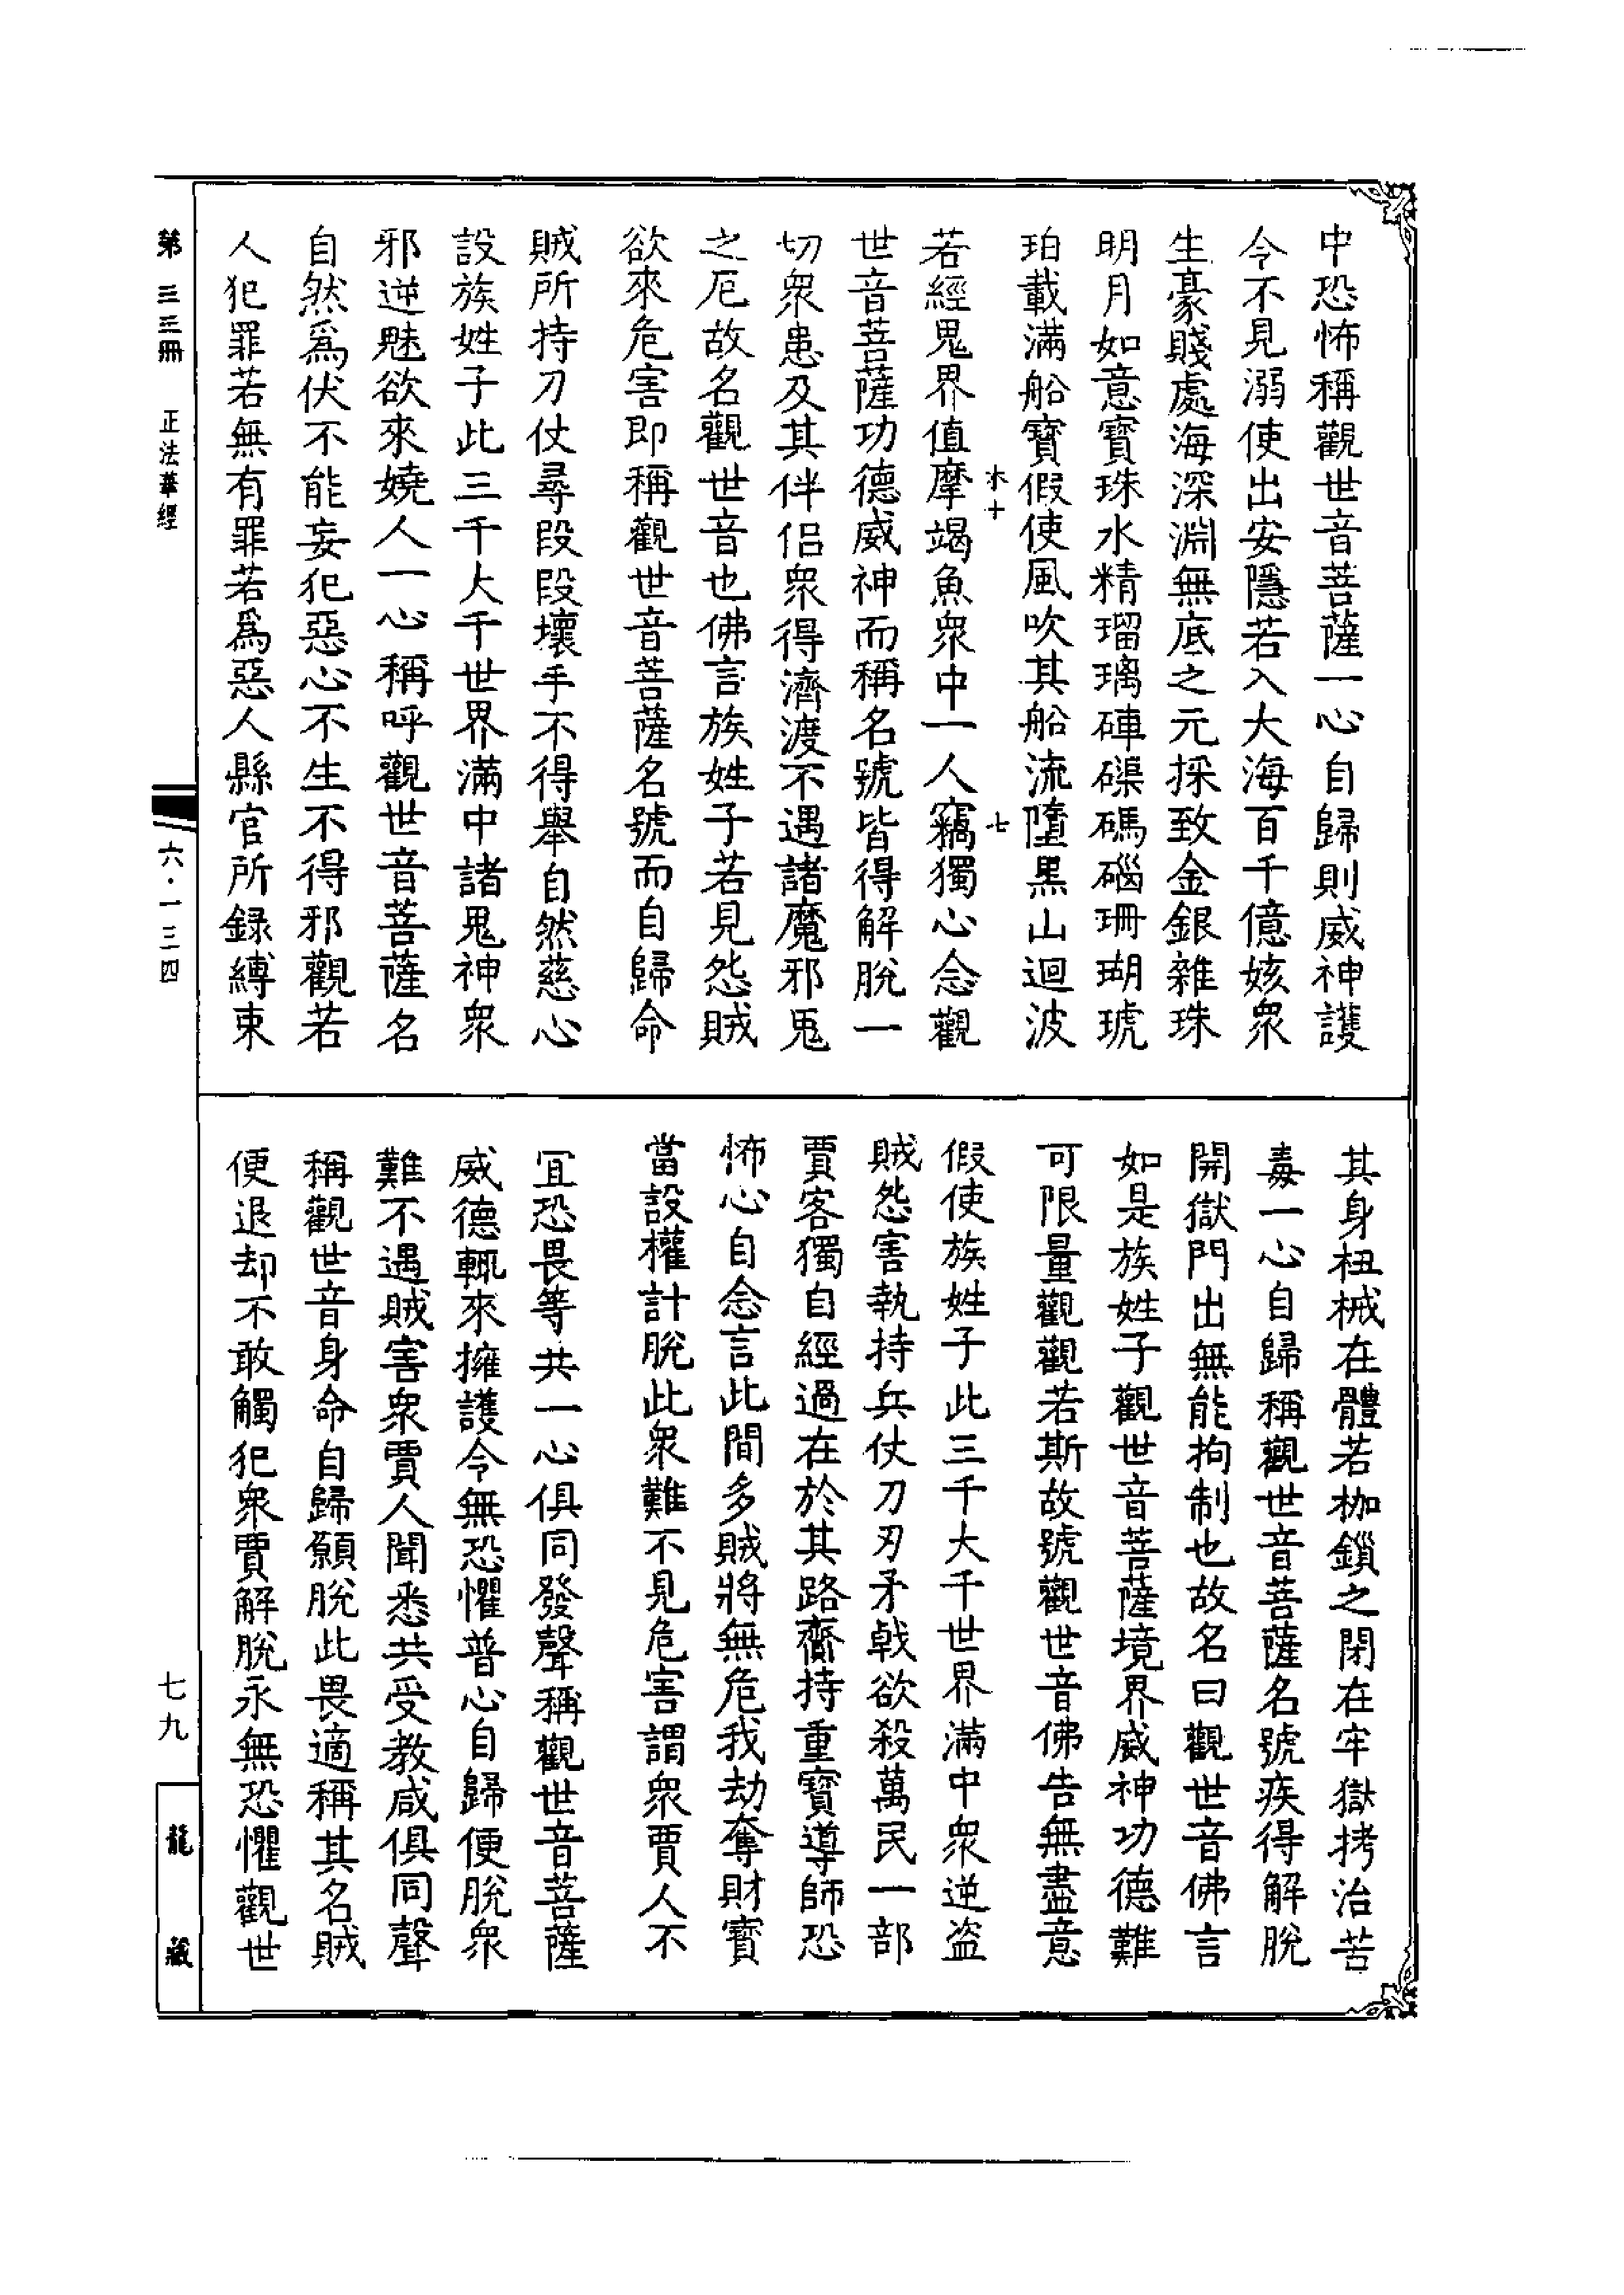 中恐怖稱觀世音菩薩一心自歸則威神護
令不見溺使出安隱若入大海百千億姟衆
生豪賤處海深淵無底之元採致金銀雜珠
明月如意寶珠水精瑠璃硨磲碼碯珊瑚琥
珀載滿船寶假使風吹其船流墮黑山迴波
木十
七
若經鬼界值摩竭魚衆中一人竊獨心念觀
世音菩薩功德威神而稱名號皆得解脫一
切衆患及其伴侶衆得濟渡不遇諸魔邪鬼
之厄故名觀世音也佛言族姓子若見怨賊
欲來危害即稱觀世音菩薩名號而自歸命
賊所持刀仗尋段段壞手不得舉自然慈心
設族姓子此三千大千世界滿中諸鬼神衆
邪逆魅欲來嬈人一心稱呼觀世音菩薩名
自然爲伏不能妄犯惡心不生不得邪觀若
人犯罪若無有罪若爲惡人縣官所錄縛束
其身杻械在體若枷鎖之閉在牢獄拷治苦
毒一心自歸稱觀世音菩薩名號疾得解脫
開獄門出無能拘制也故名曰觀世音佛言
如是族姓子觀世音菩薩境界威神功德難
可限量觀觀若斯故號觀世音佛告無盡意
假使族姓子此三千大千世界滿中衆逆盜
賊怨害執持兵仗刀刃矛戟欲殺萬民一部
賈客獨自經過在於其路齎持重寶導師恐
怖心自念言此間多賊將無危我劫奪財寶
當設權計脫此衆難不見危害謂衆賈人不
宜恐畏等共一心俱同發聲稱觀世音菩薩
威德輒來擁護令無恐懼普心自歸便脫衆
難不遇賊害衆賈人聞悉共受教咸俱同聲
稱觀世音身命自歸願脫此畏適稱其名賊
便退却不敢觸犯衆賈解脫永無恐懼觀世
第三三冊 正法華經
六·一三四
七九
龍藏